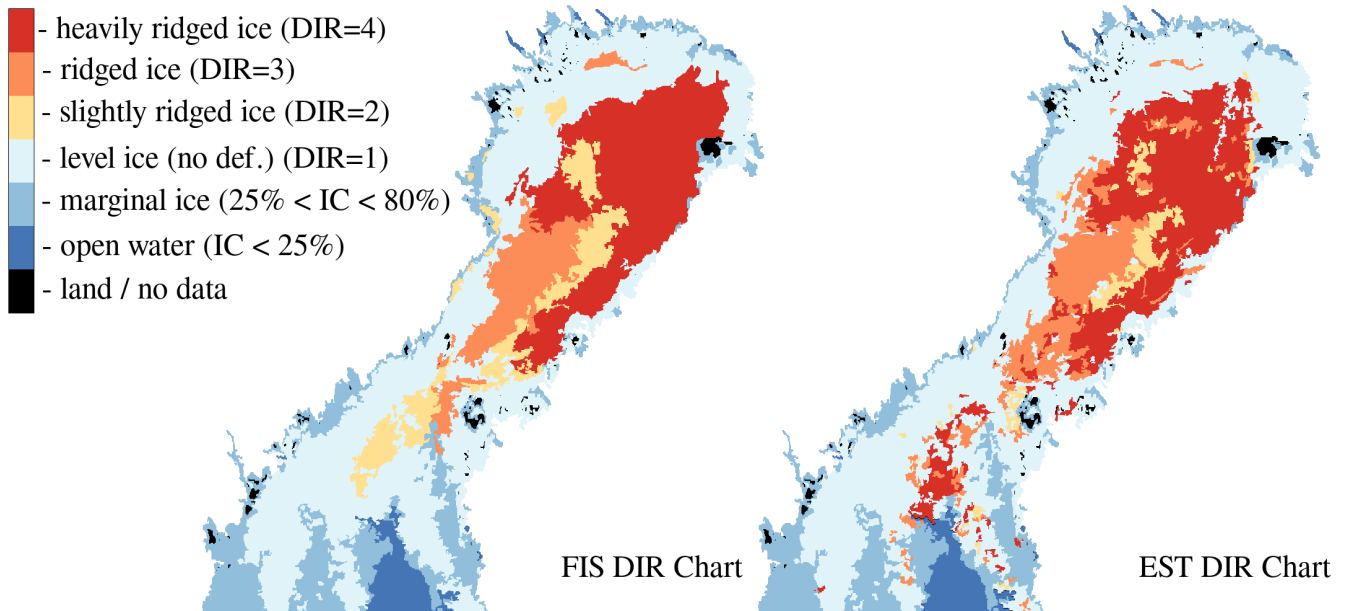 - heavily ridged ice (DIR=4)
- ridged ice (DIR=3)
- slightly ridged ice (DIR=2)
- level ice (no def.) (DIR=1)
- marginal ice (25% < IC < 80%)
- open water (IC < 25%)
- land / no data
FIS DIR Chart
EST DIR Chart